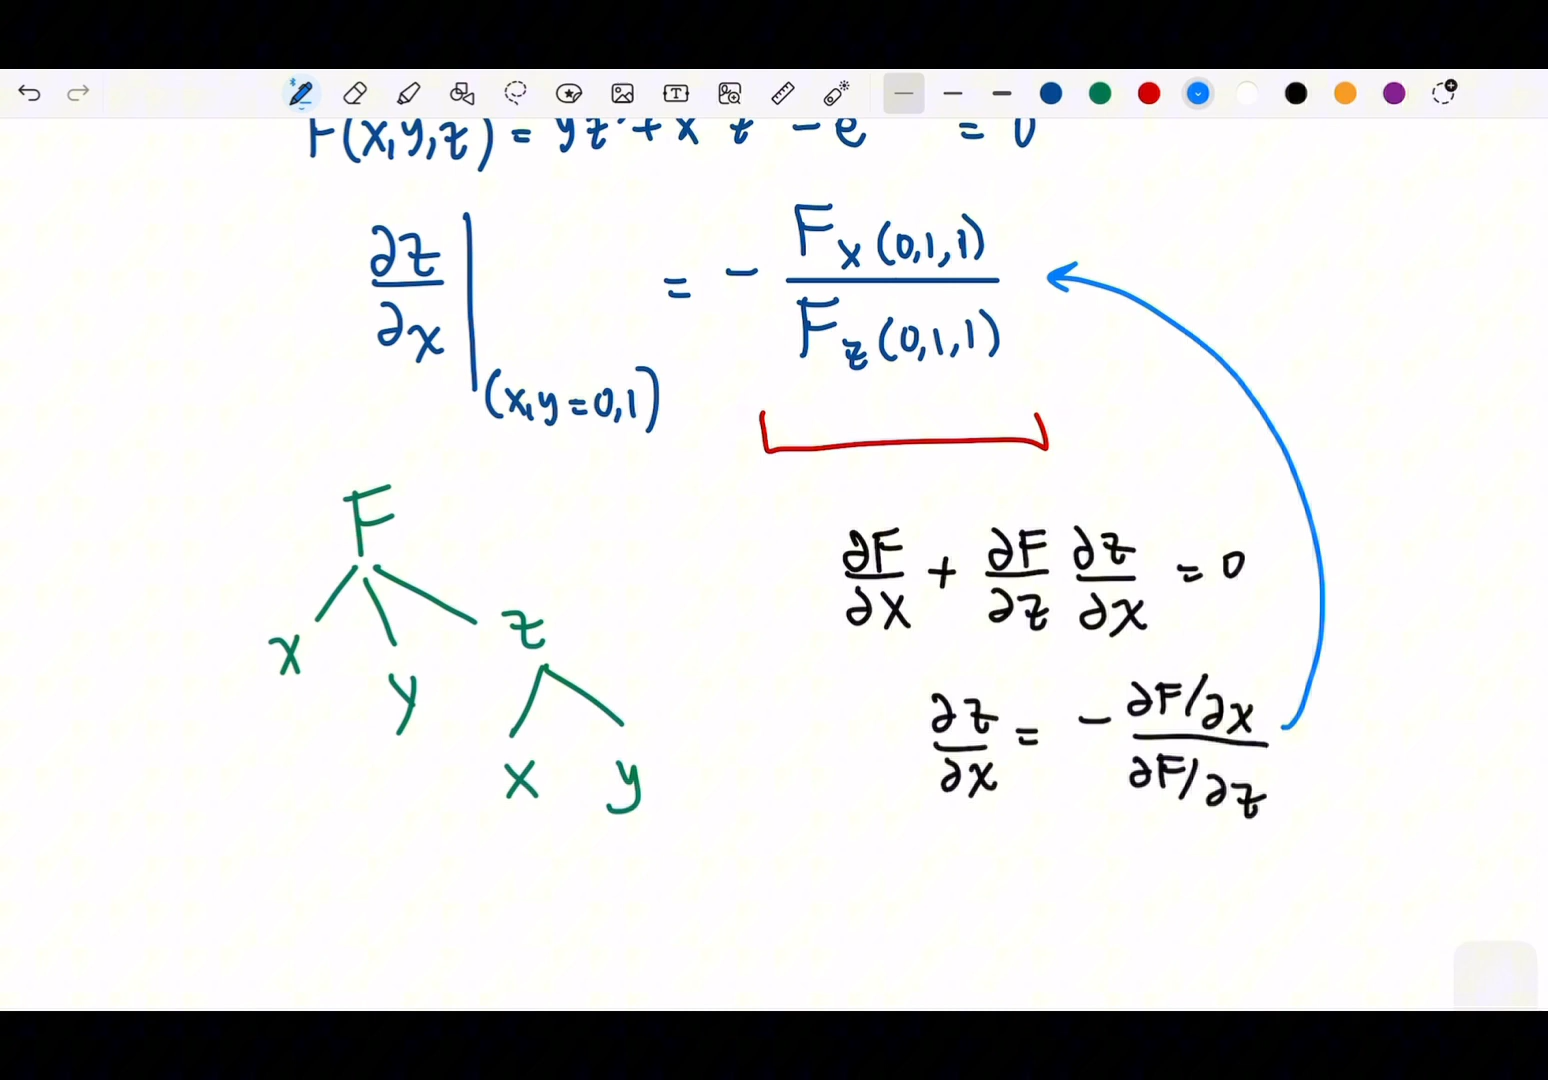 F(x,y,z) = yz + x z - e = 0
∂z/∂x |(x,y=0,1) = - Fx(0,1,1) / Fz(0,1,1)
F
x y z
x y
∂F/∂x + ∂F/∂z ∂z/∂x = 0
∂z/∂x = - ∂F/∂x / ∂F/∂z